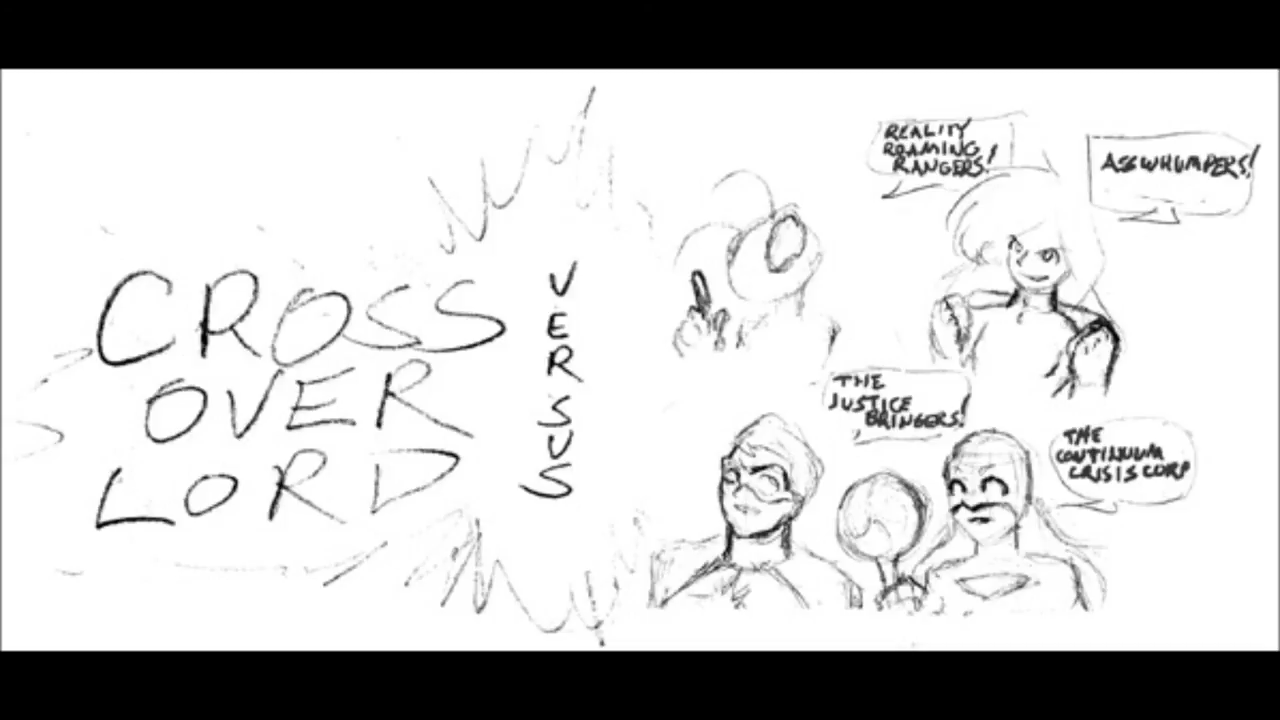 CROSS
OVER
LORD
VERSUS
REALITY
ROAMING
RANGERS!
ASSWHUMPERS!
THE
JUSTICE
BRINGERS!
THE
CONTINUUM
CRISIS CORP